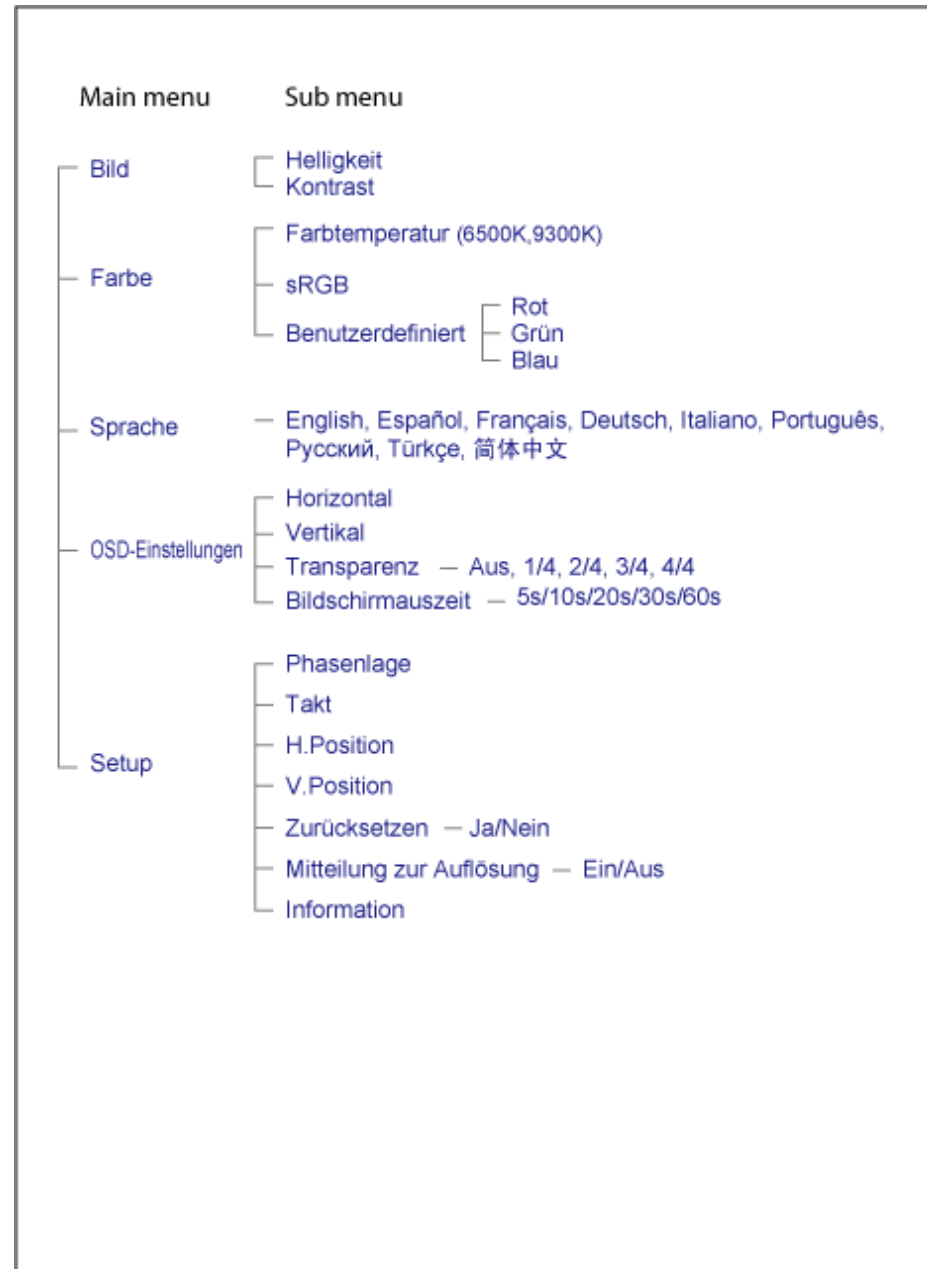 Main menu Sub menu
Bild
Helligkeit
Kontrast
Farbe
Farbtemperatur (6500K,9300K)
sRGB
Benutzerdefiniert
Rot
Grün
Blau
Sprache
English, Español, Français, Deutsch, Italiano, Português,
Русский, Türkçe, 简体中文
OSD-Einstellungen
Horizontal
Vertikal
Transparenz — Aus, 1/4, 2/4, 3/4, 4/4
Bildschirmauszeit — 5s/10s/20s/30s/60s
Setup
Phasenlage
Takt
H.Position
V.Position
Zurücksetzen — Ja/Nein
Mitteilung zur Auflösung — Ein/Aus
Information